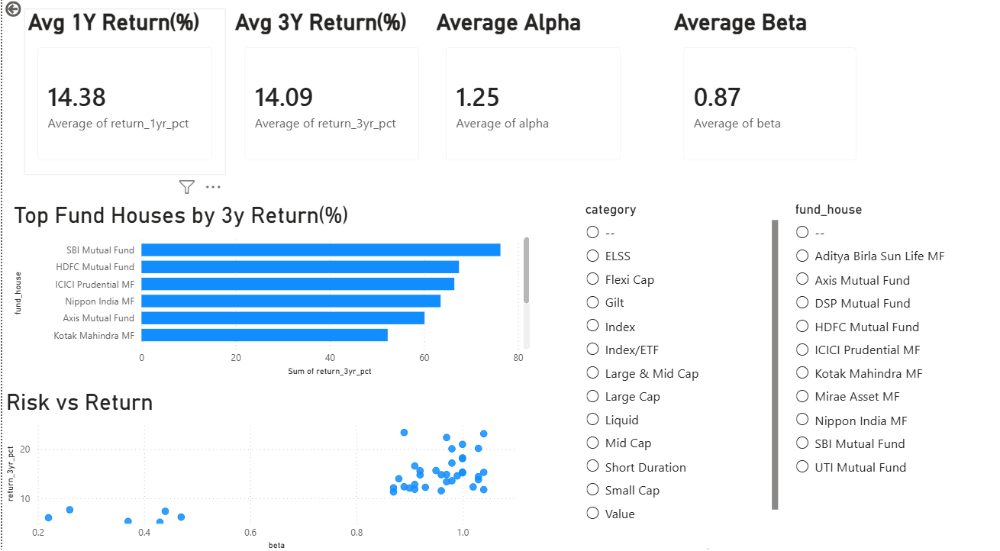 Avg 1Y Return(%)
Avg 3Y Return(%)
Average Alpha
Average Beta
14.38
Average of return_1yr_pct
14.09
Average of return_3yr_pct
1.25
Average of alpha
0.87
Average of beta
Top Fund Houses by 3y Return(%)
fund_house
SBI Mutual Fund
HDFC Mutual Fund
ICICI Prudential MF
Nippon India MF
Axis Mutual Fund
Kotak Mahindra MF
0 20 40 60 80
Sum of return_3yr_pct
Risk vs Return
return_3yr_pct
20
10
0.2 0.4 0.6 0.8 1.0
beta
category
--
ELSS
Flexi Cap
Gilt
Index
Index/ETF
Large & Mid Cap
Large Cap
Liquid
Mid Cap
Short Duration
Small Cap
Value
fund_house
--
Aditya Birla Sun Life MF
Axis Mutual Fund
DSP Mutual Fund
HDFC Mutual Fund
ICICI Prudential MF
Kotak Mahindra MF
Mirae Asset MF
Nippon India MF
SBI Mutual Fund
UTI Mutual Fund